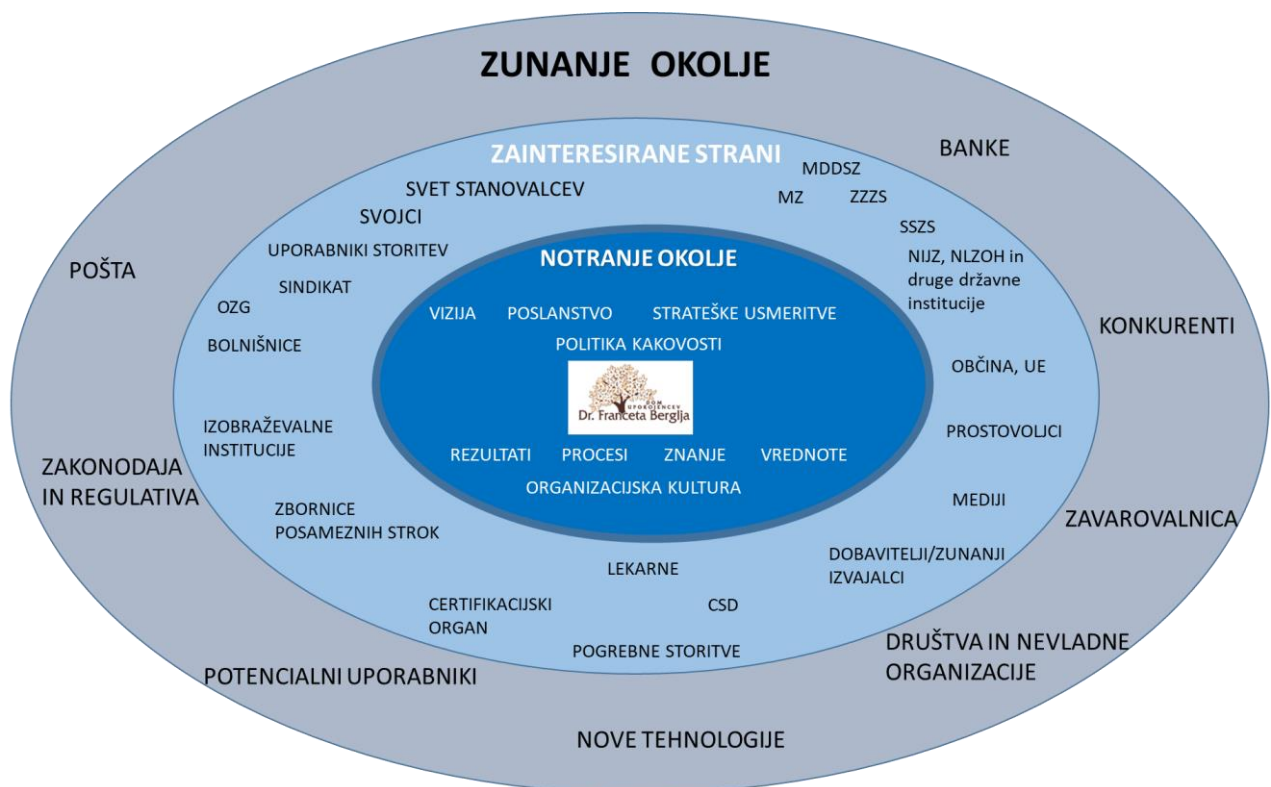 ZUNANJE OKOLJE
ZAINTERESIRANE STRANI
BANKE
MDDSZ
SVET STANOVALCEV
MZ
ZZZS
SVOJCI
SSZS
UPORABNIKI STORITEV
NOTRANJE OKOLJE
NIJZ, NLZOH in
druge državne
institucije
POŠTA
SINDIKAT
OZG
VIZIJA
POSLANSTVO
STRATEŠKE USMERITVE
KONKURENTI
BOLNIŠNICE
POLITIKA KAKOVOSTI
OBČINA, UE
DOM
UPOKOJENCEV
Dr. Franceta Berglja
IZOBRAŽEVALNE
INSTITUCIJE
PROSTOVOLJCI
REZULTATI
PROCESI
ZNANJE
VREDNOTE
ZAKONODAJA
IN REGULATIVA
ORGANIZACIJSKA KULTURA
MEDIJI
ZBORNICE
POSAMEZNIH STROK
ZAVAROVALNICA
DOBAVITELJI/ZUNANJI
IZVAJALCI
LEKARNE
CERTIFIKACIJSKI
ORGAN
CSD
POGREBNE STORITVE
DRUŠTVA IN NEVLADNE
ORGANIZACIJE
POTENCIALNI UPORABNIKI
NOVE TEHNOLOGIJE